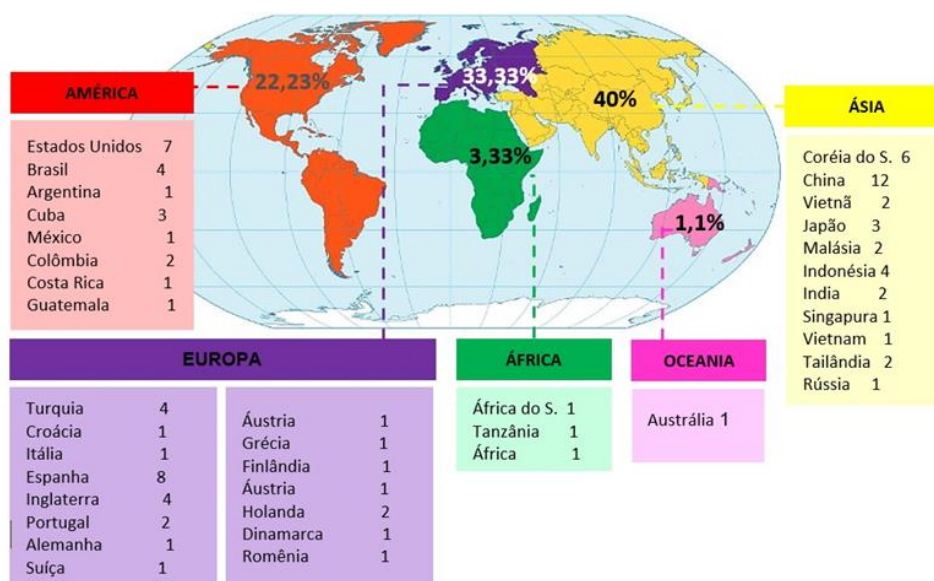 22,23%
33,33%
40%
3,33%
1,1%
AMÉRICA
Estados Unidos 7
Brasil 4
Argentina 1
Cuba 3
México 1
Colômbia 2
Costa Rica 1
Guatemala 1
ÁSIA
Coréia do S. 6
China 12
Vietnã 2
Japão 3
Malásia 2
Indonésia 4
India 2
Singapura 1
Vietnam 1
Tailândia 2
Rússia 1
EUROPA
Turquia 4
Croácia 1
Itália 1
Espanha 8
Inglaterra 4
Portugal 2
Alemanha 1
Suíça 1
Áustria 1
Grécia 1
Finlândia 1
Áustria 1
Holanda 2
Dinamarca 1
Romênia 1
ÁFRICA
África do S. 1
Tanzânia 1
África 1
OCEANIA
Austrália 1